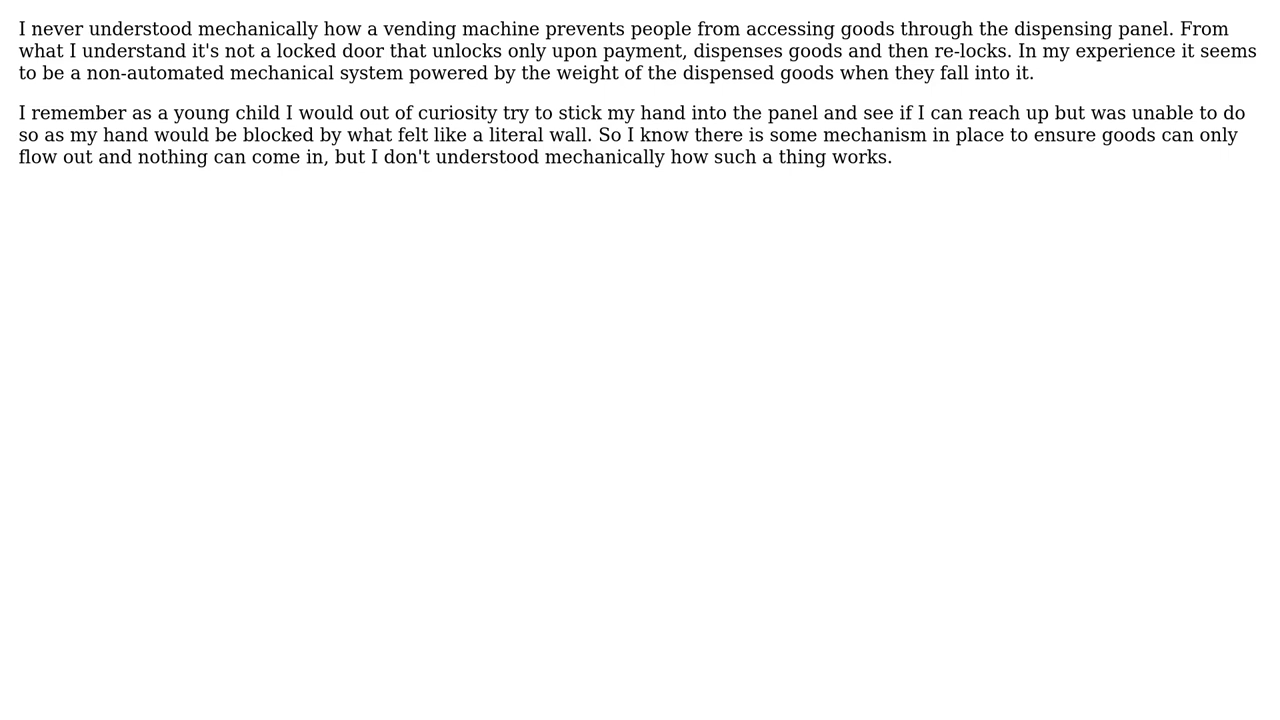 I never understood mechanically how a vending machine prevents people from accessing goods through the dispensing panel. From
what I understand it's not a locked door that unlocks only upon payment, dispenses goods and then re-locks. In my experience it seems
to be a non-automated mechanical system powered by the weight of the dispensed goods when they fall into it.
I remember as a young child I would out of curiosity try to stick my hand into the panel and see if I can reach up but was unable to do
so as my hand would be blocked by what felt like a literal wall. So I know there is some mechanism in place to ensure goods can only
flow out and nothing can come in, but I don't understood mechanically how such a thing works.